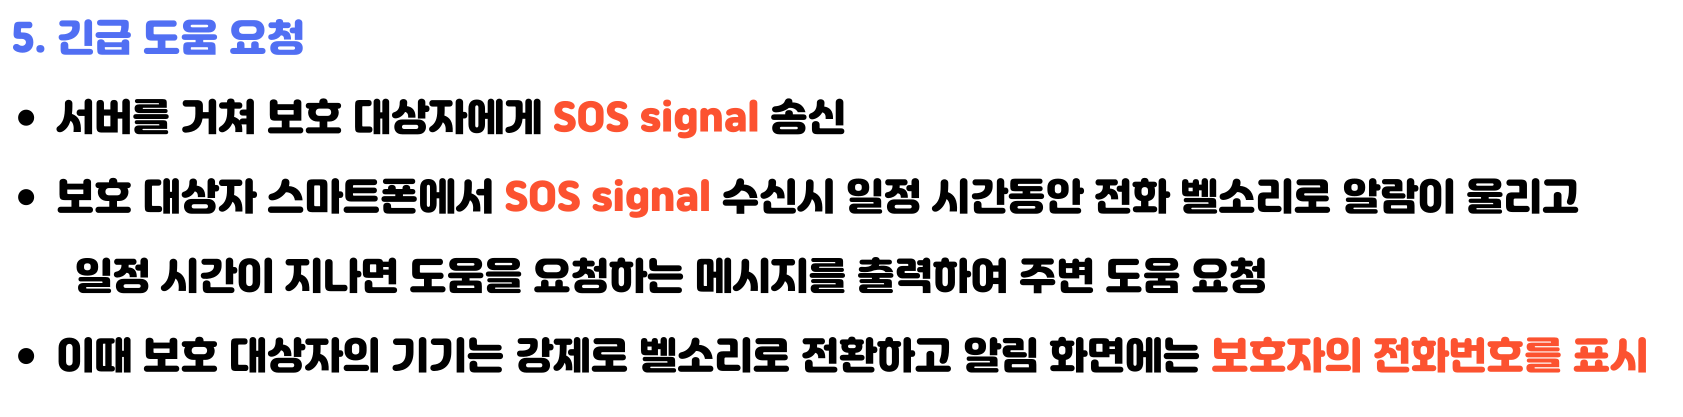 5. 긴급 도움 요청
• 서버를 거쳐 보호 대상자에게 SOS signal 송신
• 보호 대상자 스마트폰에서 SOS signal 수신시 일정 시간동안 전화 벨소리로 알람이 울리고
일정 시간이 지나면 도움을 요청하는 메시지를 출력하여 주변 도움 요청
• 이때 보호 대상자의 기기는 강제로 벨소리로 전환하고 알림 화면에는 보호자의 전화번호를 표시